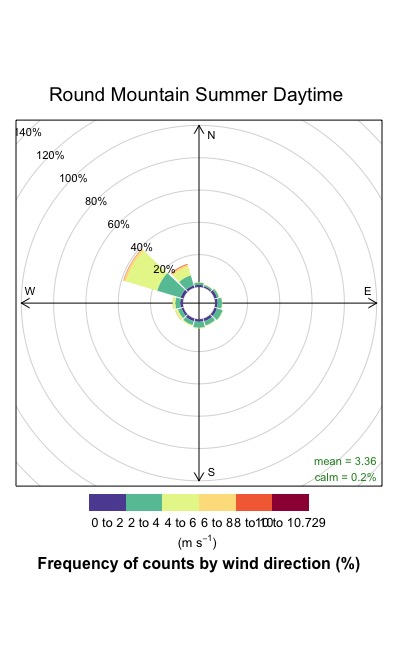 Round Mountain Summer Daytime
140%
120%
100%
80%
60%
40%
20%
N
W
E
S
mean = 3.36
calm = 0.2%
0 to 2 2 to 4 4 to 6 6 to 8 8 to 10 10 to 10.729
(m s⁻¹)
Frequency of counts by wind direction (%)